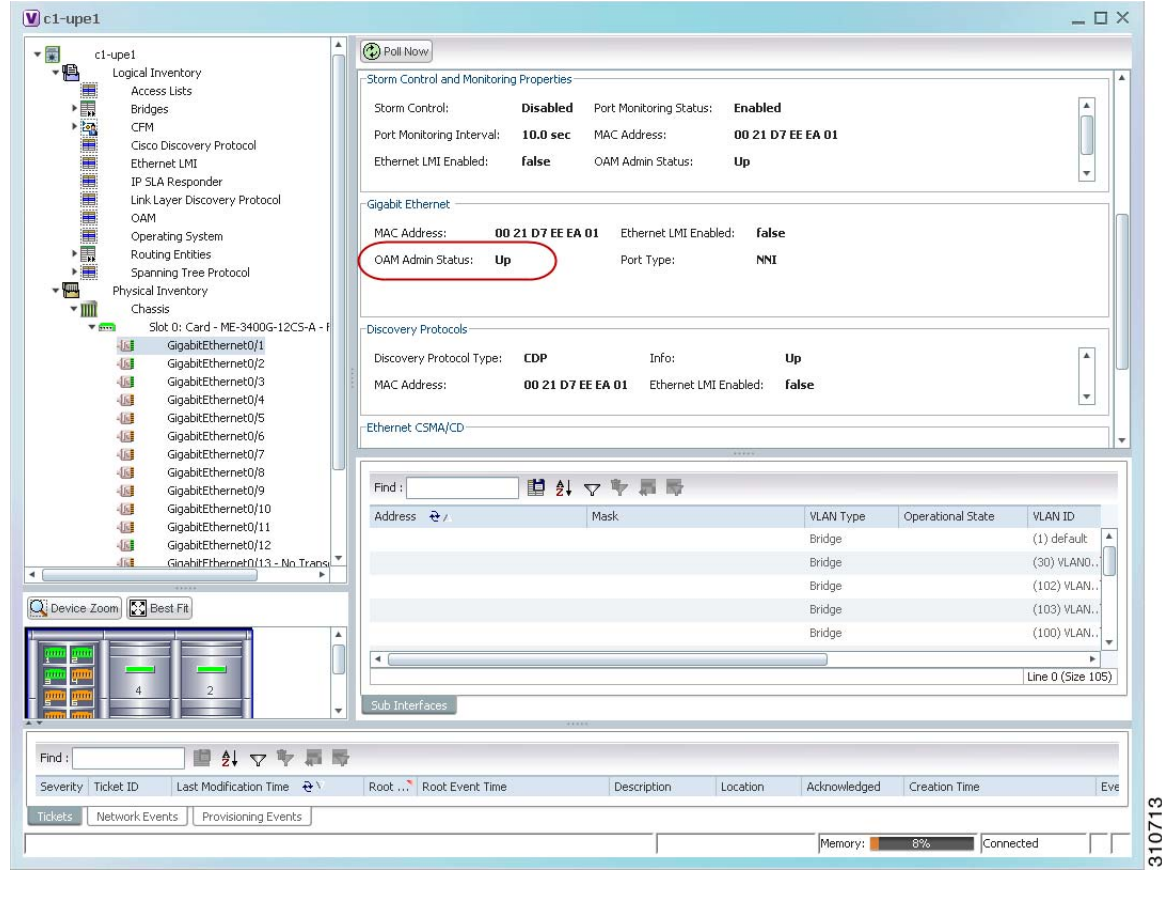 c1-upe1
c1-upe1
Logical Inventory
Access Lists
Bridges
CFM
Cisco Discovery Protocol
Ethernet LMI
IP SLA Responder
Link Layer Discovery Protocol
OAM
Operating System
Routing Entities
Spanning Tree Protocol
Physical Inventory
Chassis
Slot 0: Card - ME-3400G-12CS-A - F
GigabitEthernet0/1
GigabitEthernet0/2
GigabitEthernet0/3
GigabitEthernet0/4
GigabitEthernet0/5
GigabitEthernet0/6
GigabitEthernet0/7
GigabitEthernet0/8
GigabitEthernet0/9
GigabitEthernet0/10
GigabitEthernet0/11
GigabitEthernet0/12
GigabitEthernet0/13 - No Trans
Device Zoom Best Fit
1 2
3 4
5 6
4 2
Poll Now
Storm Control and Monitoring Properties
Storm Control: Disabled Port Monitoring Status: Enabled
Port Monitoring Interval: 10.0 sec MAC Address: 00 21 D7 EE EA 01
Ethernet LMI Enabled: false OAM Admin Status: Up
Gigabit Ethernet
MAC Address: 00 21 D7 EE EA 01 Ethernet LMI Enabled: false
OAM Admin Status: Up Port Type: NNI
Discovery Protocols
Discovery Protocol Type: CDP Info: Up
MAC Address: 00 21 D7 EE EA 01 Ethernet LMI Enabled: false
Ethernet CSMA/CD
Find :
Address Mask VLAN Type Operational State VLAN ID
Bridge (1) default
Bridge (30) VLAN0..
Bridge (102) VLAN..
Bridge (103) VLAN..
Bridge (100) VLAN..
Line 0 (Size 105)
Sub Interfaces
Find :
Severity Ticket ID Last Modification Time Root ... Root Event Time Description Location Acknowledged Creation Time Eve
Tickets Network Events Provisioning Events
Memory: 8% Connected
310713